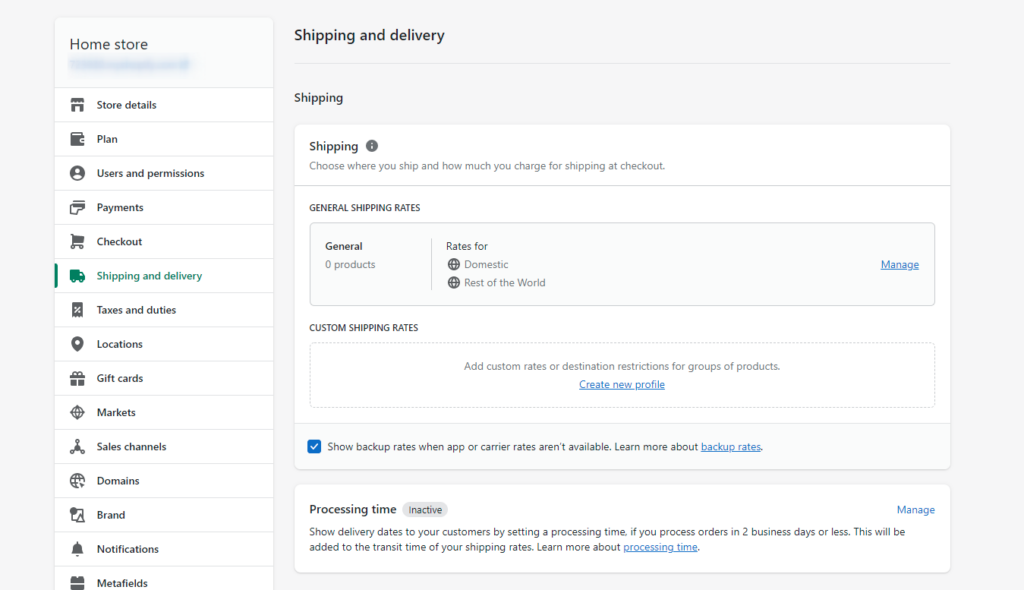 Home store
Store details
Plan
Users and permissions
Payments
Checkout
Shipping and delivery
Taxes and duties
Locations
Gift cards
Markets
Sales channels
Domains
Brand
Notifications
Metafields
Shipping and delivery
Shipping
Shipping
Choose where you ship and how much you charge for shipping at checkout.
GENERAL SHIPPING RATES
General
0 products
Rates for
Domestic
Rest of the World
Manage
CUSTOM SHIPPING RATES
Add custom rates or destination restrictions for groups of products.
Create new profile
Show backup rates when app or carrier rates aren't available. Learn more about backup rates.
Processing time Inactive
Manage
Show delivery dates to your customers by setting a processing time, if you process orders in 2 business days or less. This will be
added to the transit time of your shipping rates. Learn more about processing time.